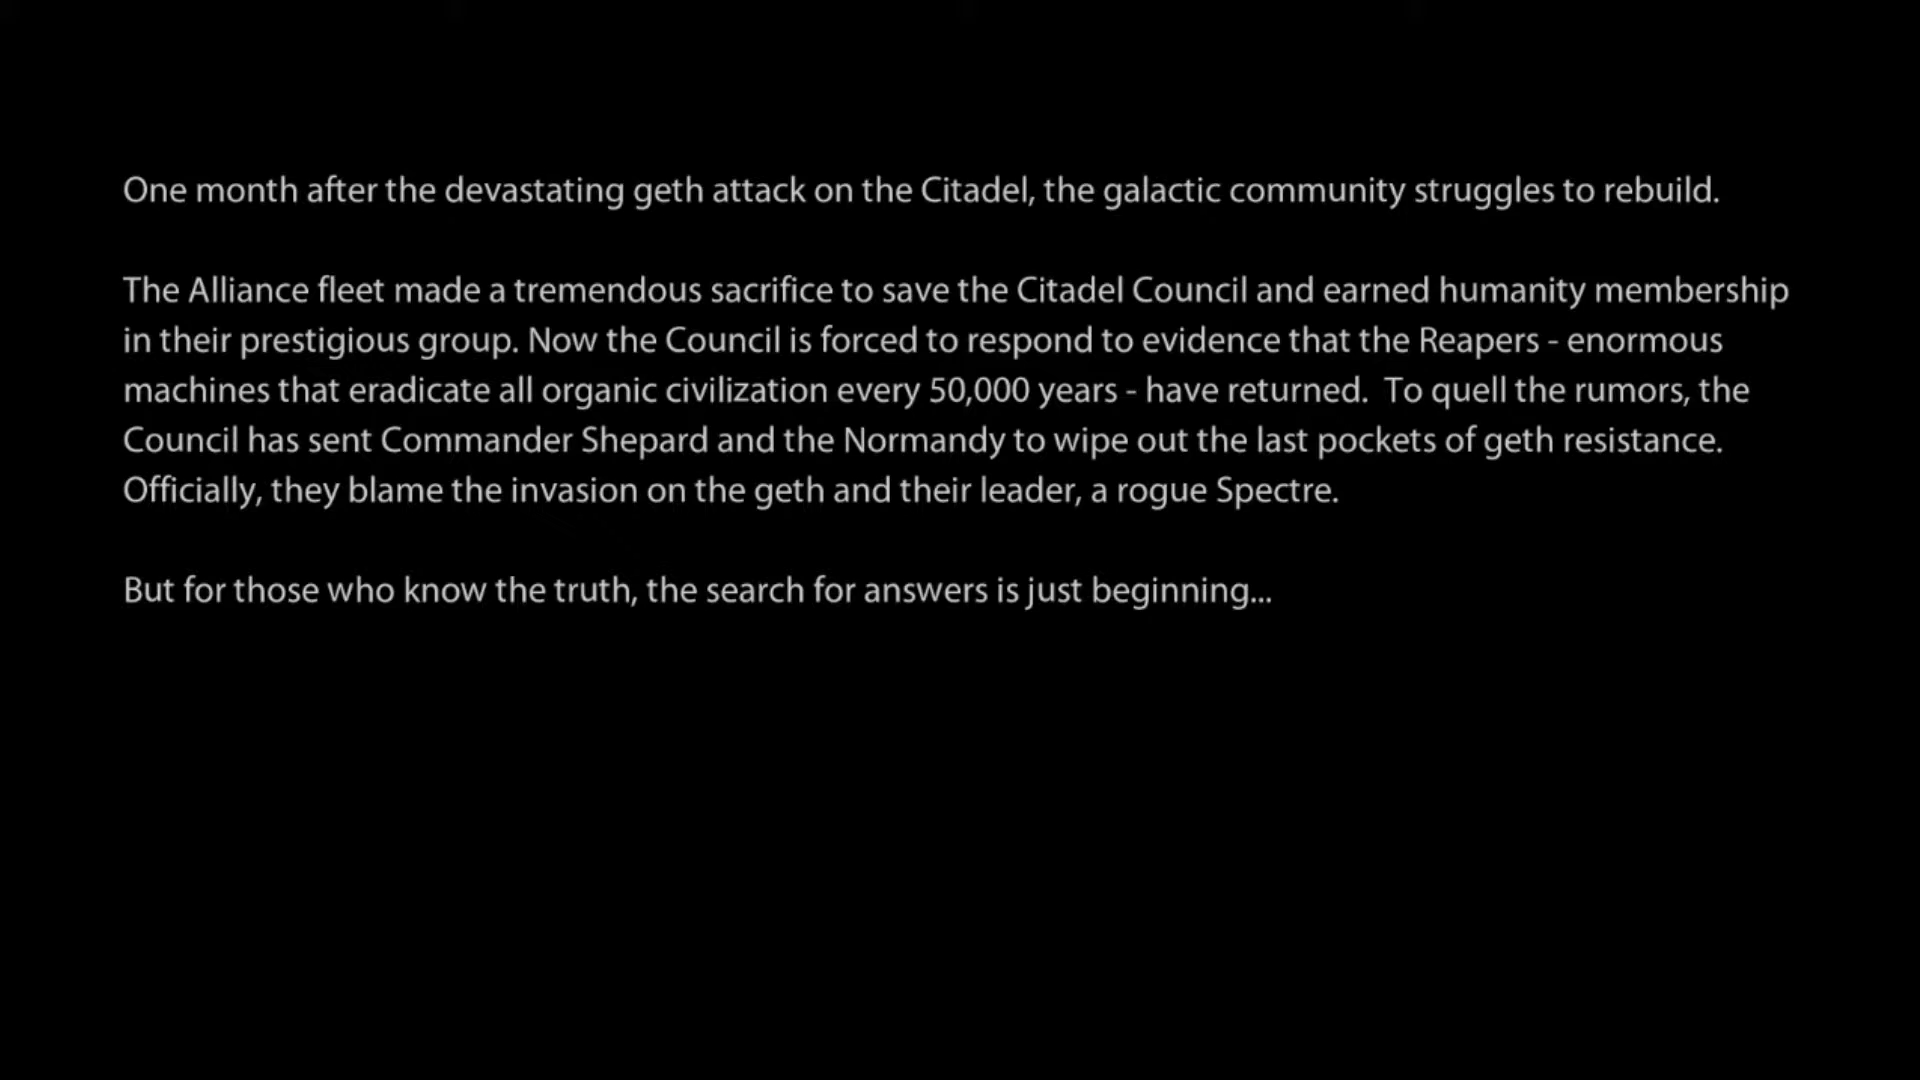 One month after the devastating geth attack on the Citadel, the galactic community struggles to rebuild.
The Alliance fleet made a tremendous sacrifice to save the Citadel Council and earned humanity membership
in their prestigious group. Now the Council is forced to respond to evidence that the Reapers - enormous
machines that eradicate all organic civilization every 50,000 years - have returned.  To quell the rumors, the
Council has sent Commander Shepard and the Normandy to wipe out the last pockets of geth resistance.
Officially, they blame the invasion on the geth and their leader, a rogue Spectre.
But for those who know the truth, the search for answers is just beginning...